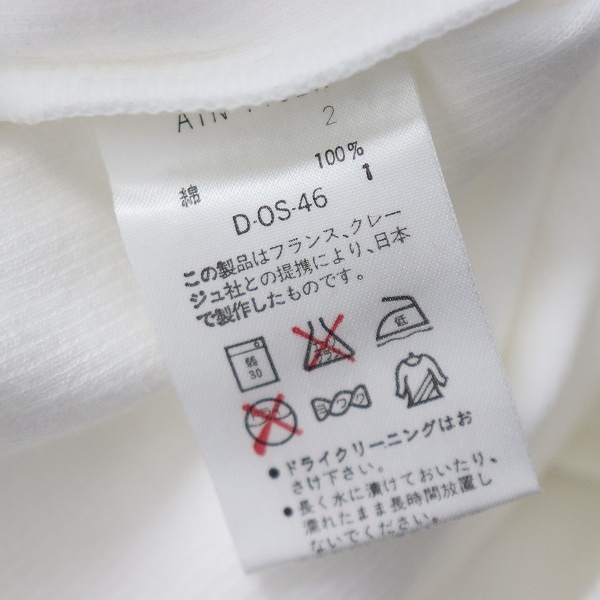 2
綿 100%
1
D-OS-46
この製品はフランス、クレー
ジュ社との提携により、日本
で製作したものです。
弱
30
低
●ドライクリーニングはお
さけ下さい。
●長く水に漬けておいたり、
濡れたまま長時間放置し
ないでください。